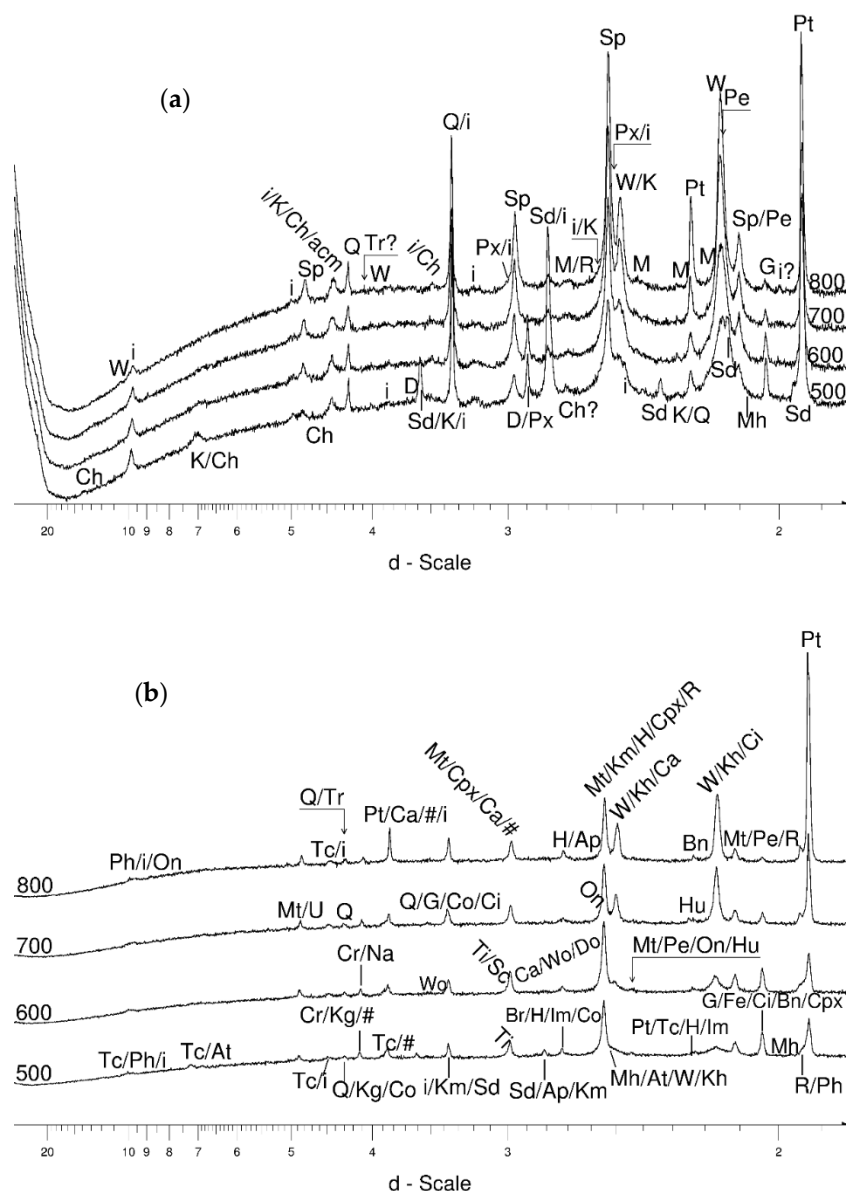 (a)
Pt
Sp
W
Pe
Q/i
Px/i
W/K
i/K/Ch/acm
Sp
Sd/i
i/K
Pt
Sp/Pe
Q
Tr?
i/Ch
Px/i
M/R
M
M
M
G
i?
800
i
Sp
W
i
W
i
700
600
500
D
i
Sd/K/i
D/Px
Ch?
i
Sd
K/Q
Sd
Mh
Sd
Ch
K/Ch
Ch
20 10 9 8 7 6 5 4 3 2
d - Scale
(b)
Pt
Mt/Km/H/Cpx/R
W/Kh/Ca
W/Kh/Ci
Mt/Cpx/Ca/#
Q/Tr
Pt/Ca/#/i
H/Ap
Bn
Mt/Pe/R
Ph/i/On
Tc/i
800
Mt/U
Q
Q/G/Co/Ci
On
Hu
700
Cr/Na
Wo
Ti/Sc
Ca/Wo/Do
Mt/Pe/On/Hu
600
Cr/Kg/#
Br/H/Im/Co
G/Fe/Ci/Bn/Cpx
Pt/Tc/H/Im
Tc/Ph/i
Tc/At
Tc/#
Ti
Mh
500
Tc/i
Q/Kg/Co
i/Km/Sd
Sd/Ap/Km
Mh/At/W/Kh
R/Ph
20 10 9 8 7 6 5 4 3 2
d - Scale